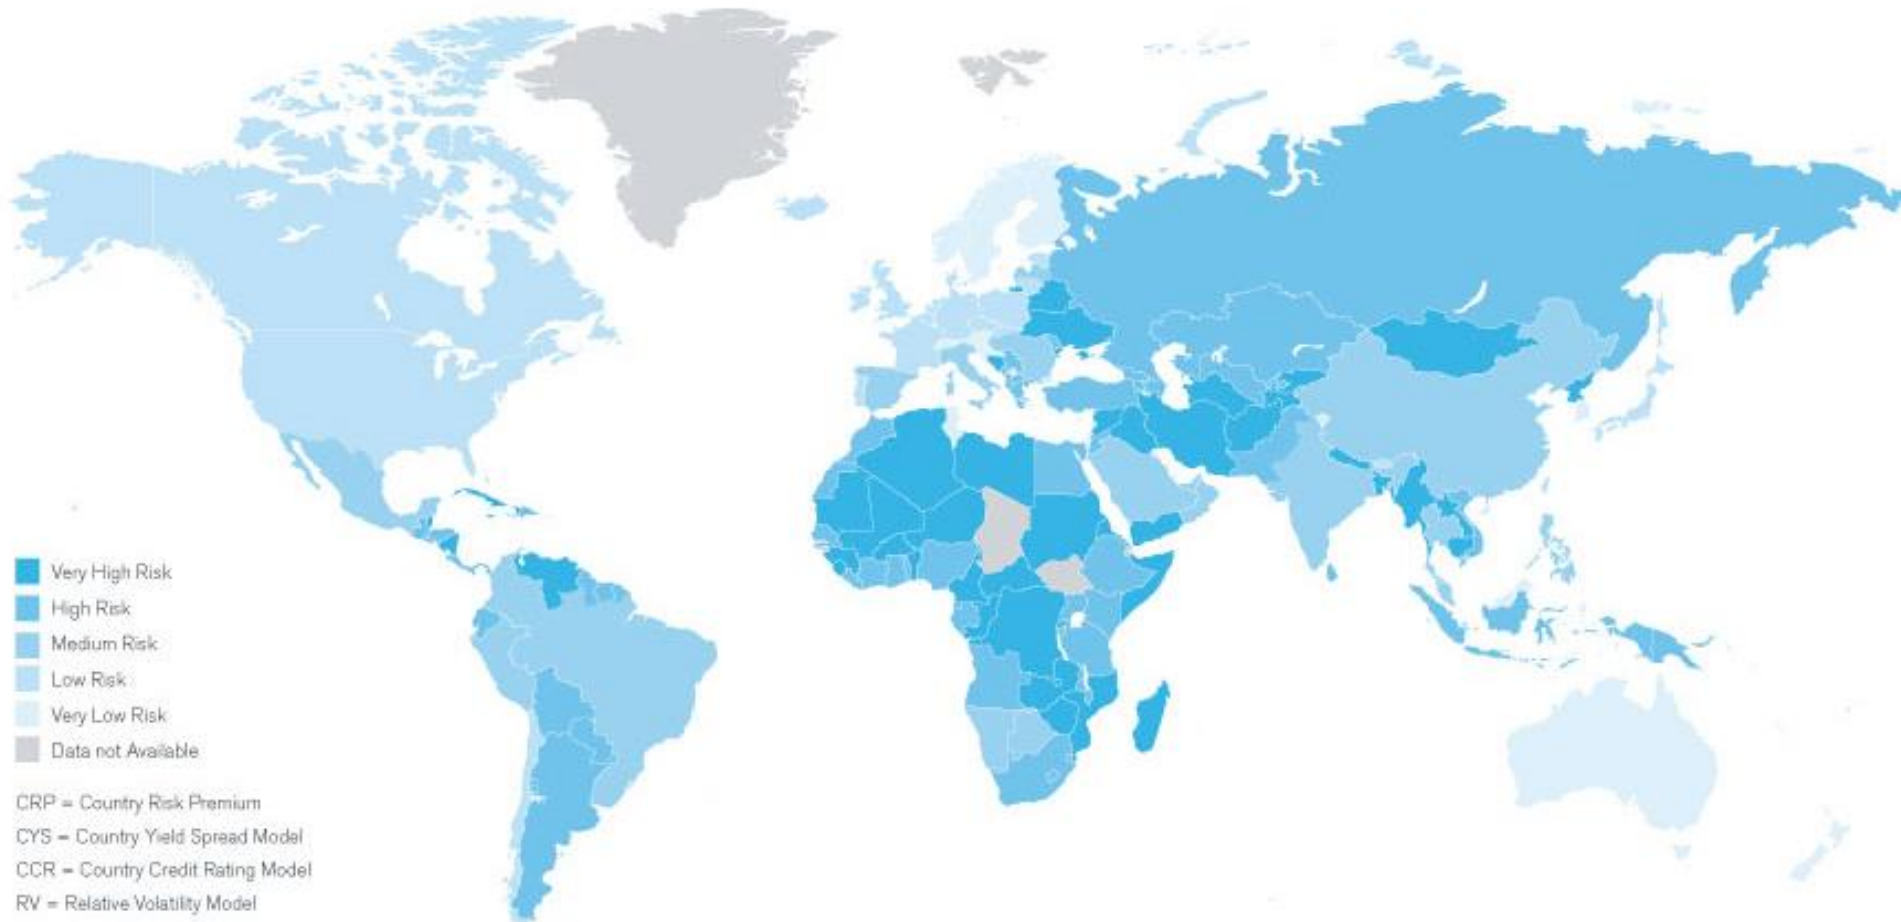 Very High Risk
High Risk
Medium Risk
Low Risk
Very Low Risk
Data not Available
CRP = Country Risk Premium
CYS = Country Yield Spread Model
CCR = Country Credit Rating Model
RV = Relative Volatility Model